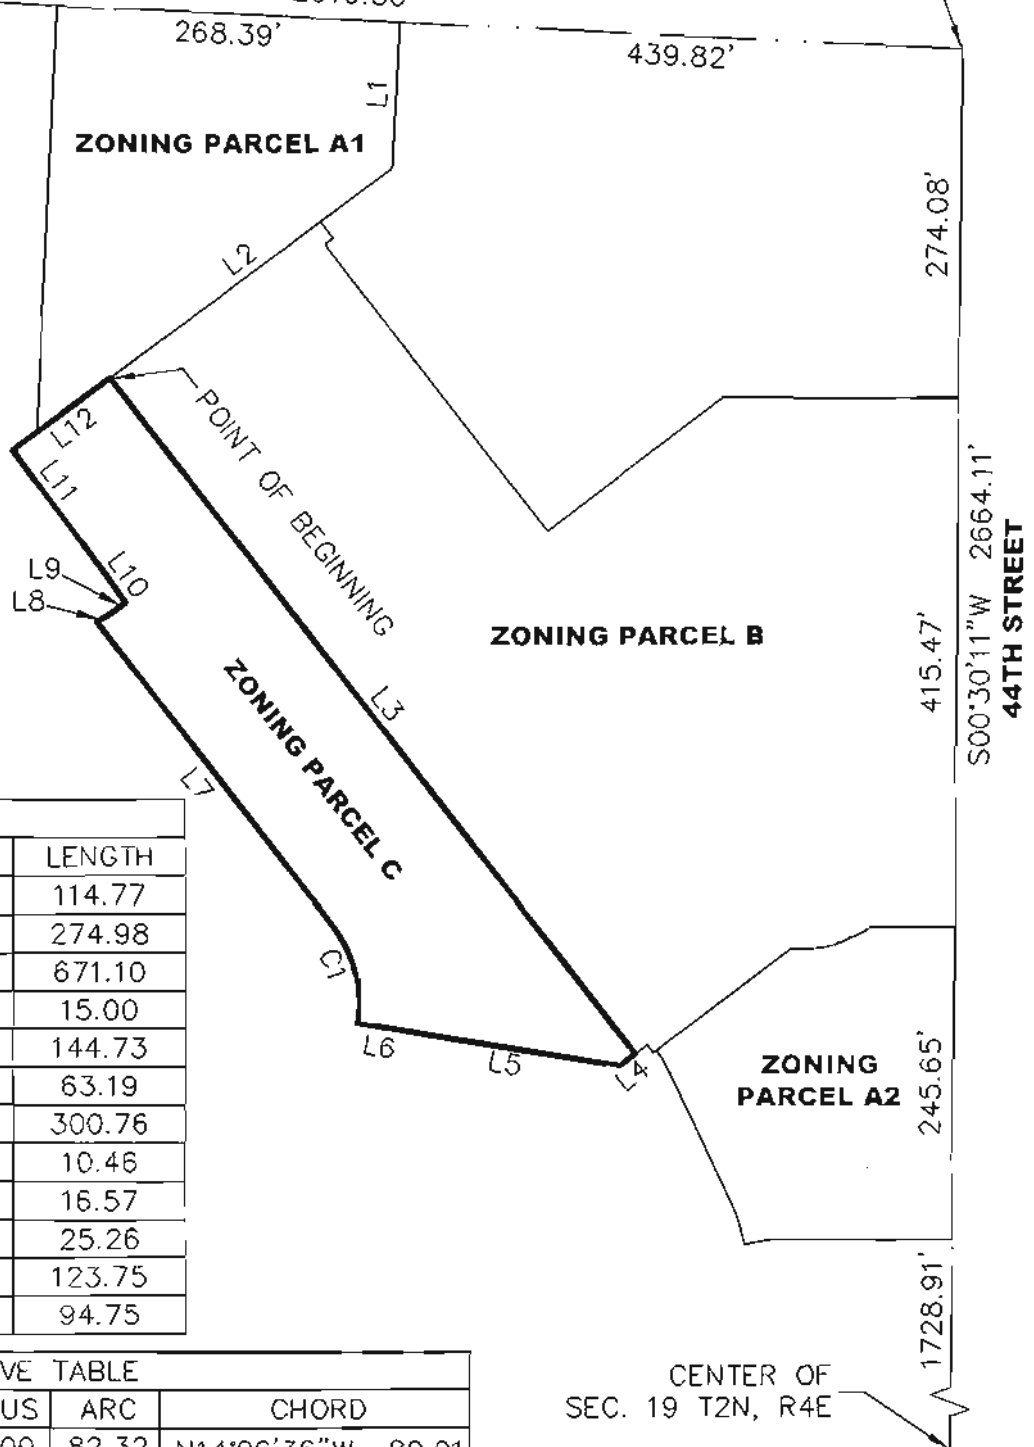 268.39'
439.82'
L1
ZONING PARCEL A1
274.08'
L2
POINT OF BEGINNING
L12
L11
L10
L9
L8
ZONING PARCEL B
L3
ZONING PARCEL C
L7
415.47'
S00°30'11"W 2664.11'
44TH STREET
C1
L6
L5
L4
ZONING
PARCEL A2
245.65'
1728.91'
CENTER OF
SEC. 19 T2N, R4E
LENGTH
114.77
274.98
671.10
15.00
144.73
63.19
300.76
10.46
16.57
25.26
123.75
94.75
VE TABLE
US ARC CHORD
82.32